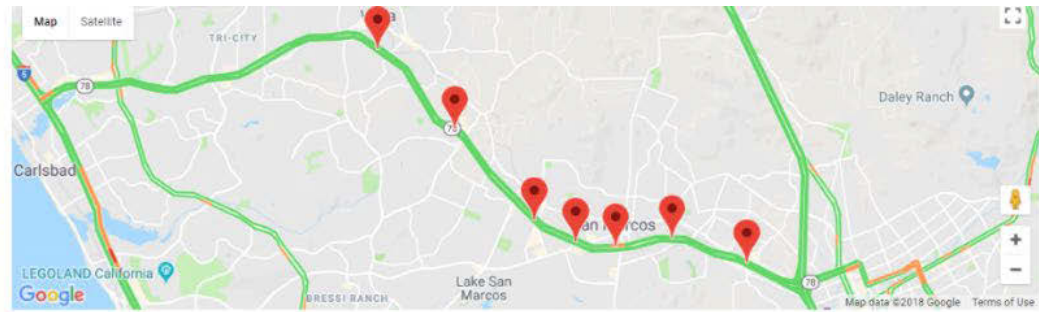 Map Satellite
TRI-CITY
5
78
78
Daley Ranch
Carlsbad
San Marcos
LEGOLAND California
Lake San
Marcos
BRESSI RANCH
78
+
−
Google
Map data ©2018 Google Terms of Use